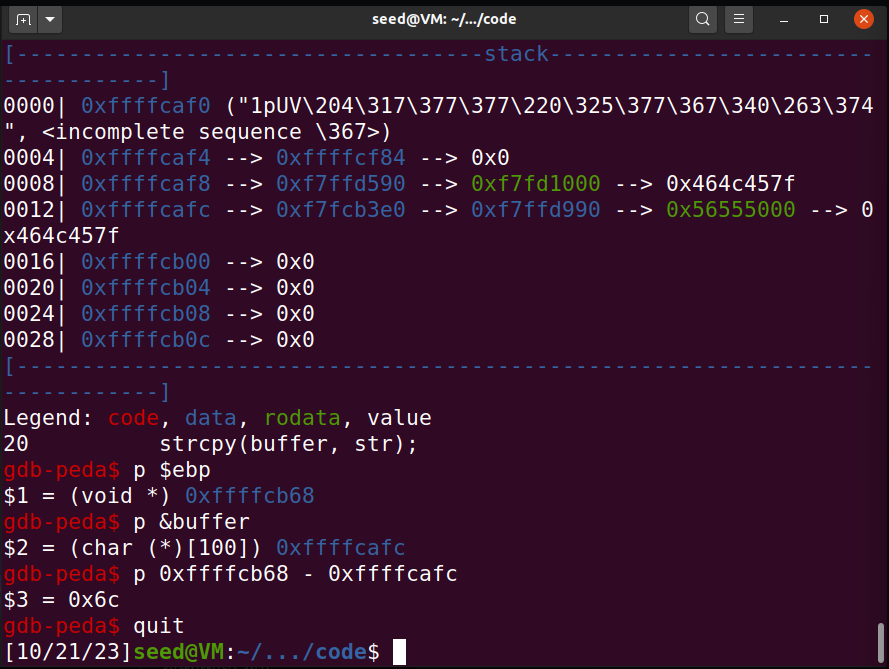 seed@VM: ~/.../code
[------------------------------------stack-------------------------------------]
0000| 0xffffcaf0 ("1pUV\204\317\377\377\220\325\377\367\340\263\374
", <incomplete sequence \367>)
0004| 0xffffcaf4 --> 0xffffcf84 --> 0x0
0008| 0xffffcaf8 --> 0xf7ffd590 --> 0xf7fd1000 --> 0x464c457f
0012| 0xffffcafc --> 0xf7fcb3e0 --> 0xf7ffd990 --> 0x56555000 --> 0
x464c457f
0016| 0xffffcb00 --> 0x0
0020| 0xffffcb04 --> 0x0
0024| 0xffffcb08 --> 0x0
0028| 0xffffcb0c --> 0x0
[------------------------------------------------------------------
------------]
Legend: code, data, rodata, value
20          strcpy(buffer, str);
gdb-peda$ p $ebp
$1 = (void *) 0xffffcb68
gdb-peda$ p &buffer
$2 = (char (*)[100]) 0xffffcafc
gdb-peda$ p 0xffffcb68 - 0xffffcafc
$3 = 0x6c
gdb-peda$ quit
[10/21/23]seed@VM:~/.../code$